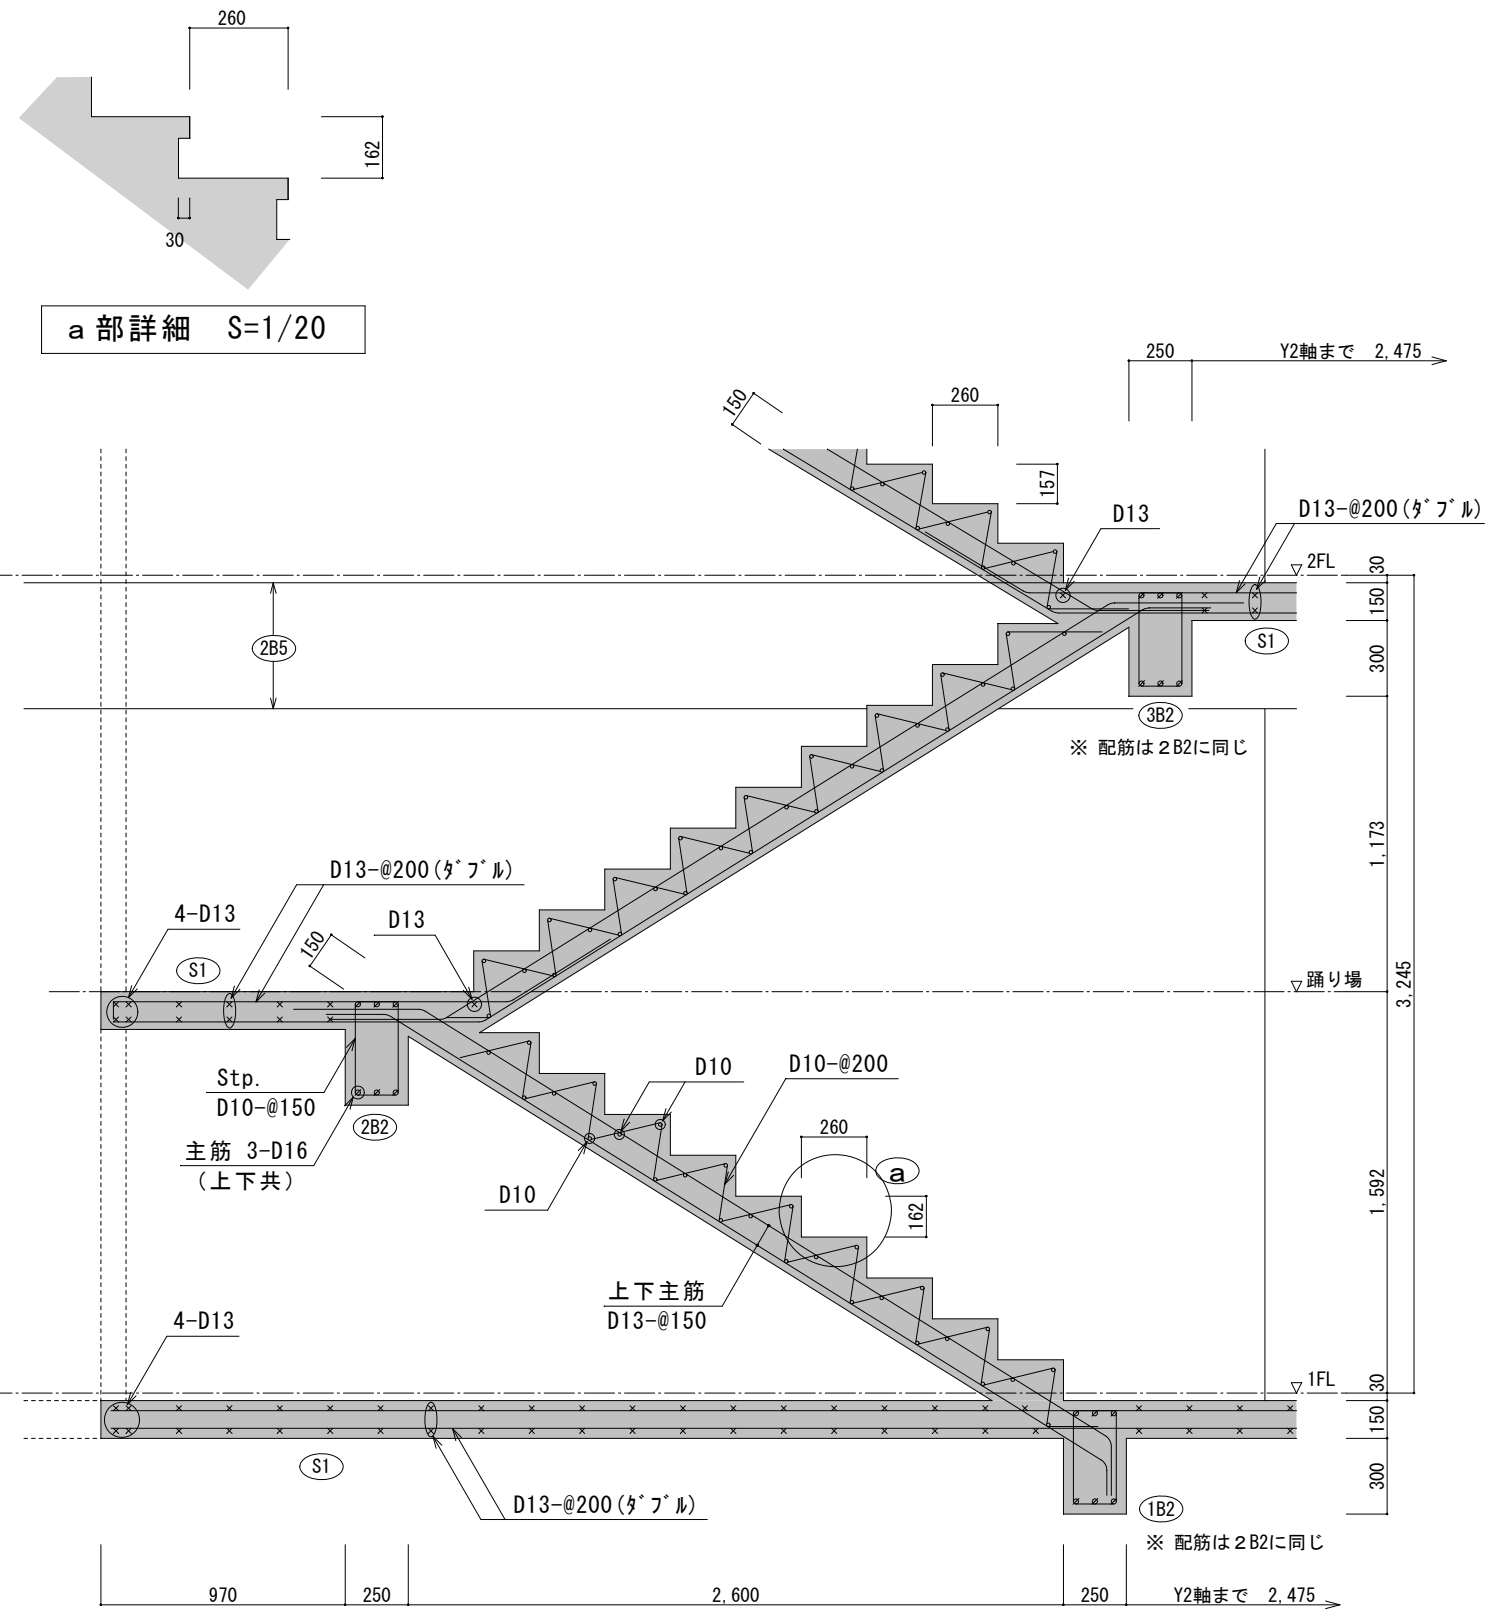 260
162
30
a 部詳細 S=1/20
250
Y2軸まで 2,475
150
260
157
D13
D13-@200(ﾀﾞﾌﾞﾙ)
2FL
30
150
300
2B5
S1
3B2
※ 配筋は2B2に同じ
1,173
D13-@200(ﾀﾞﾌﾞﾙ)
4-D13
D13
150
S1
踊り場
3,245
Stp.
D10-@150
2B2
主筋 3-D16
(上下共)
D10
D10-@200
D10
260
a
162
1,592
上下主筋
D13-@150
4-D13
1FL
30
150
300
S1
D13-@200(ﾀﾞﾌﾞﾙ)
1B2
※ 配筋は2B2に同じ
970
250
2,600
250
Y2軸まで 2,475